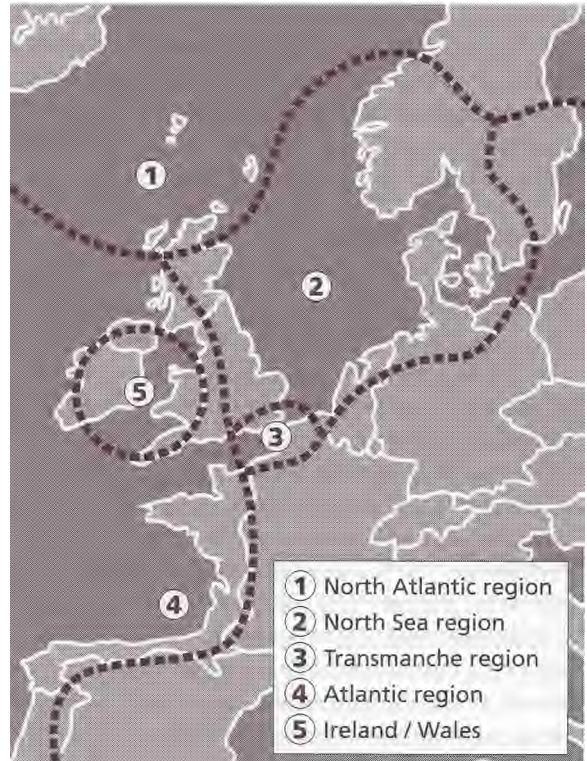 1
2
5
3
4
1 North Atlantic region
2 North Sea region
3 Transmanche region
4 Atlantic region
5 Ireland / Wales